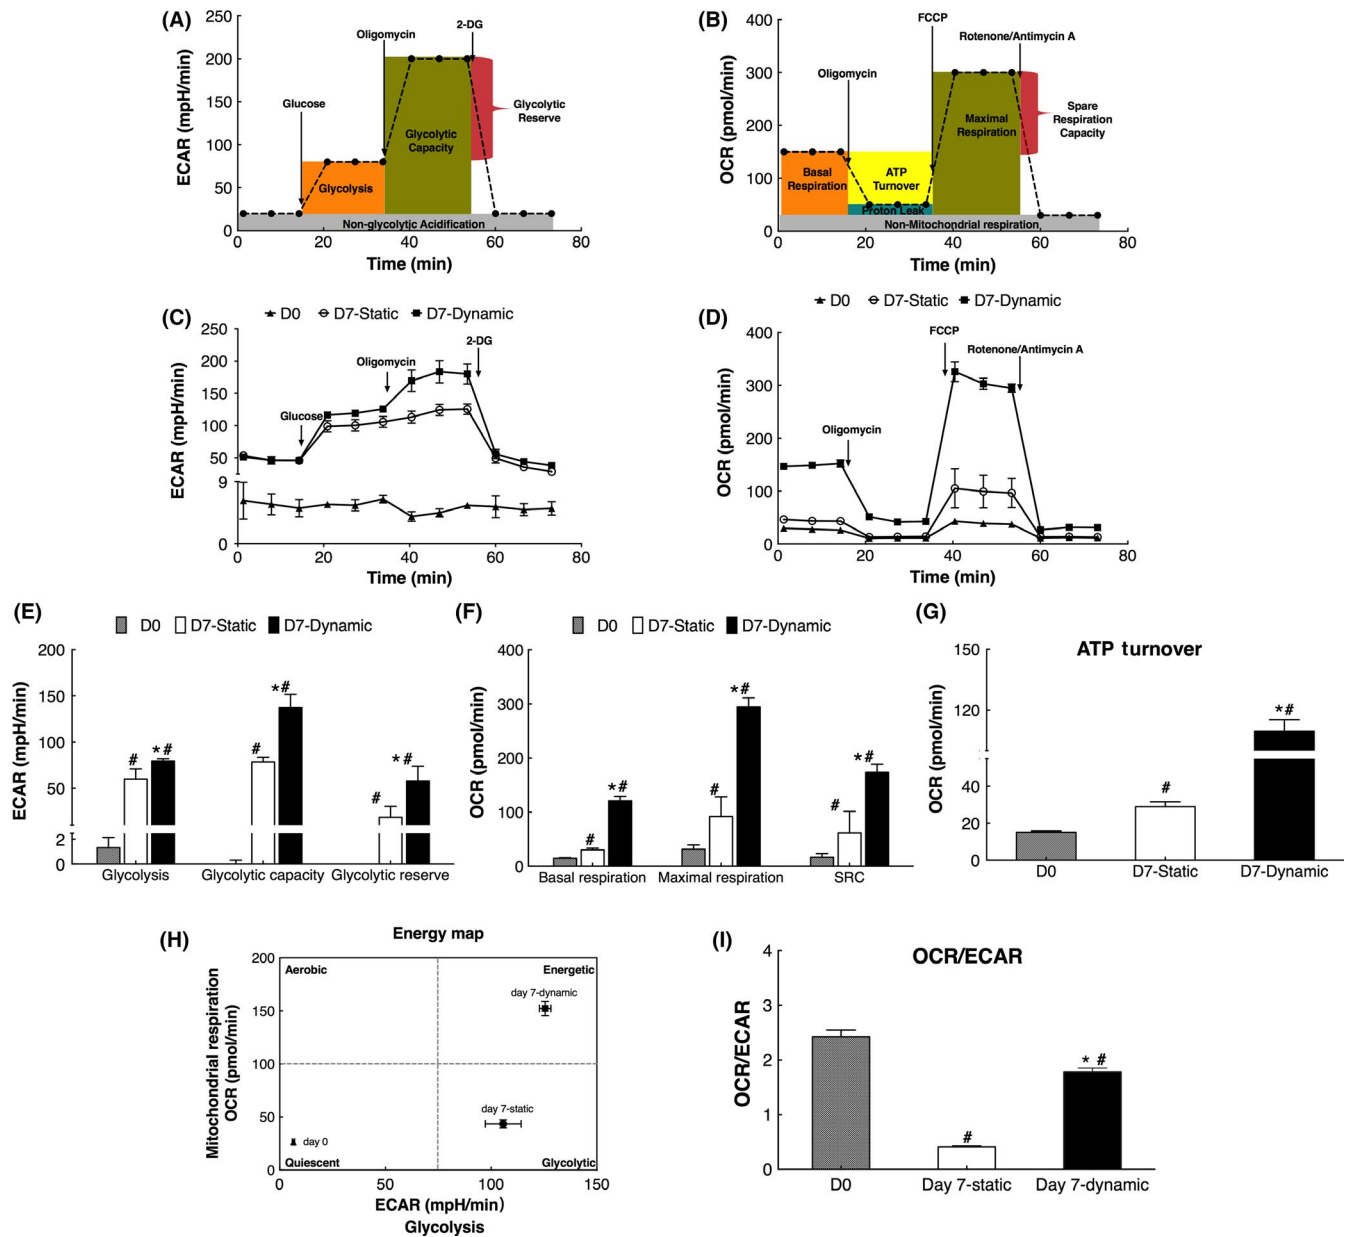 (A)
250
200
150
100
50
0
ECAR (mpH/min)
Glucose
Oligomycin
2-DG
Glycolysis
Glycolytic
Capacity
Glycolytic
Reserve
Non-glycolytic Acidification
0 20 40 60 80
Time (min)
(B)
400
300
200
100
0
OCR (pmol/min)
Oligomycin
FCCP
Rotenone/Antimycin A
Basal
Respiration
ATP
Turnover
Proton Leak
Maximal
Respiration
Spare
Respiration
Capacity
Non-Mitochondrial respiration
0 20 40 60 80
Time (min)
(C)
D0 D7-Static D7-Dynamic
250
200
150
100
50
9
0
ECAR (mpH/min)
Glucose
Oligomycin
2-DG
0 20 40 60 80
Time (min)
(D)
D0 D7-Static D7-Dynamic
400
300
200
100
0
OCR (pmol/min)
Oligomycin
FCCP
Rotenone/Antimycin A
0 20 40 60 80
Time (min)
(E)
D0 D7-Static D7-Dynamic
200
150
100
50
2
0
ECAR (mpH/min)
# *#
# *#
# *#
Glycolysis Glycolytic capacity Glycolytic reserve
(F)
D0 D7-Static D7-Dynamic
400
300
200
100
0
OCR (pmol/min)
# *#
# *#
# *#
Basal respiration Maximal respiration SRC
(G)
ATP turnover
150
120
40
20
0
OCR (pmol/min)
# *#
D0 D7-Static D7-Dynamic
(H)
Energy map
200
150
100
50
0
Mitochondrial respiration
OCR (pmol/min)
Aerobic Energetic
day 7-dynamic
day 7-static
day 0
Quiescent Glycolytic
0 50 100 150
ECAR (mpH/min)
Glycolysis
(I)
OCR/ECAR
4
3
2
1
0
OCR/ECAR
# * #
D0 Day 7-static Day 7-dynamic